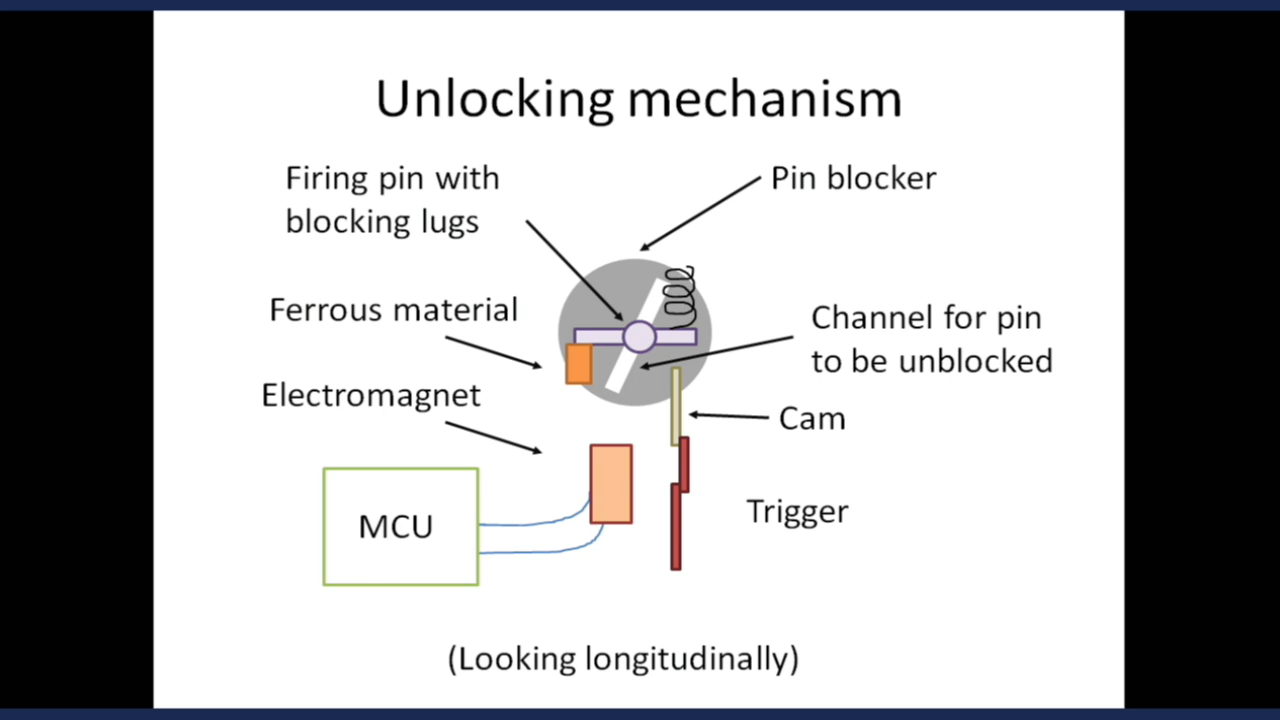 Unlocking mechanism
Firing pin with
blocking lugs
Pin blocker
Ferrous material
Channel for pin
to be unblocked
Electromagnet
Cam
MCU
Trigger
(Looking longitudinally)